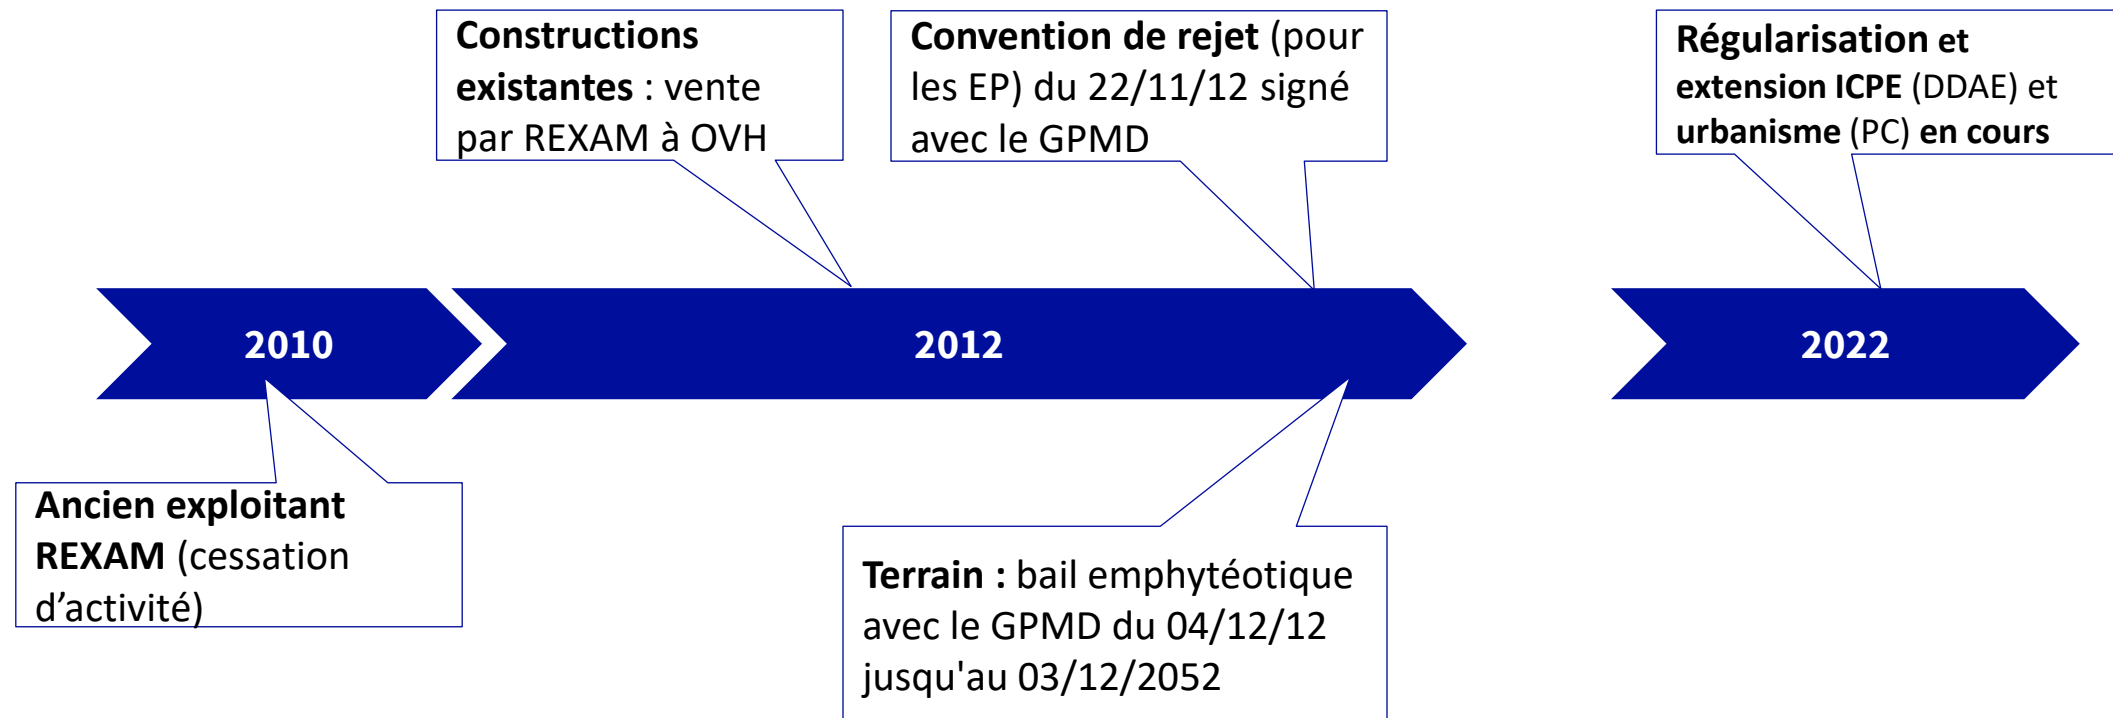 Constructions
existantes : vente
par REXAM à OVH
Convention de rejet (pour
les EP) du 22/11/12 signé
avec le GPMD
Régularisation et
extension ICPE (DDAE) et
urbanisme (PC) en cours
2010
2012
2022
Ancien exploitant
REXAM (cessation
d’activité)
Terrain : bail emphytéotique
avec le GPMD du 04/12/12
jusqu'au 03/12/2052